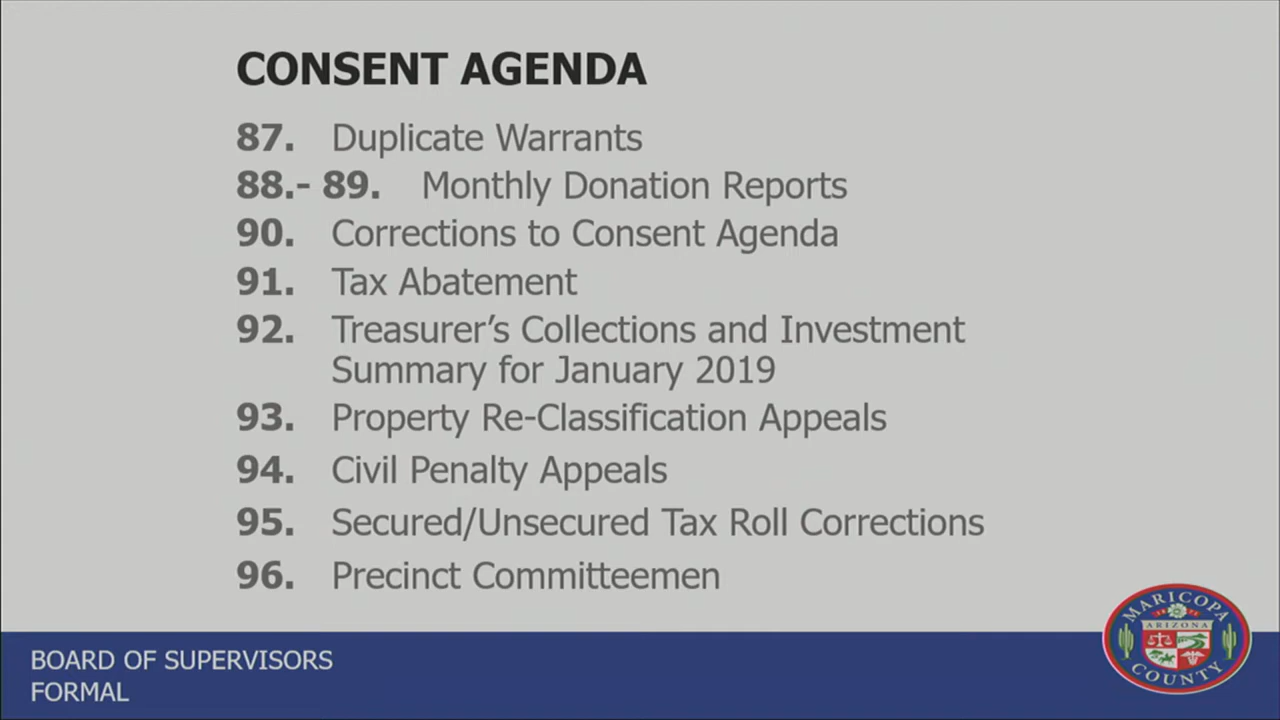 CONSENT AGENDA
87. Duplicate Warrants
88.- 89. Monthly Donation Reports
90. Corrections to Consent Agenda
91. Tax Abatement
92. Treasurer’s Collections and Investment
Summary for January 2019
93. Property Re-Classification Appeals
94. Civil Penalty Appeals
95. Secured/Unsecured Tax Roll Corrections
96. Precinct Committeemen
BOARD OF SUPERVISORS
FORMAL
MARICOPA
ARIZONA
COUNTY